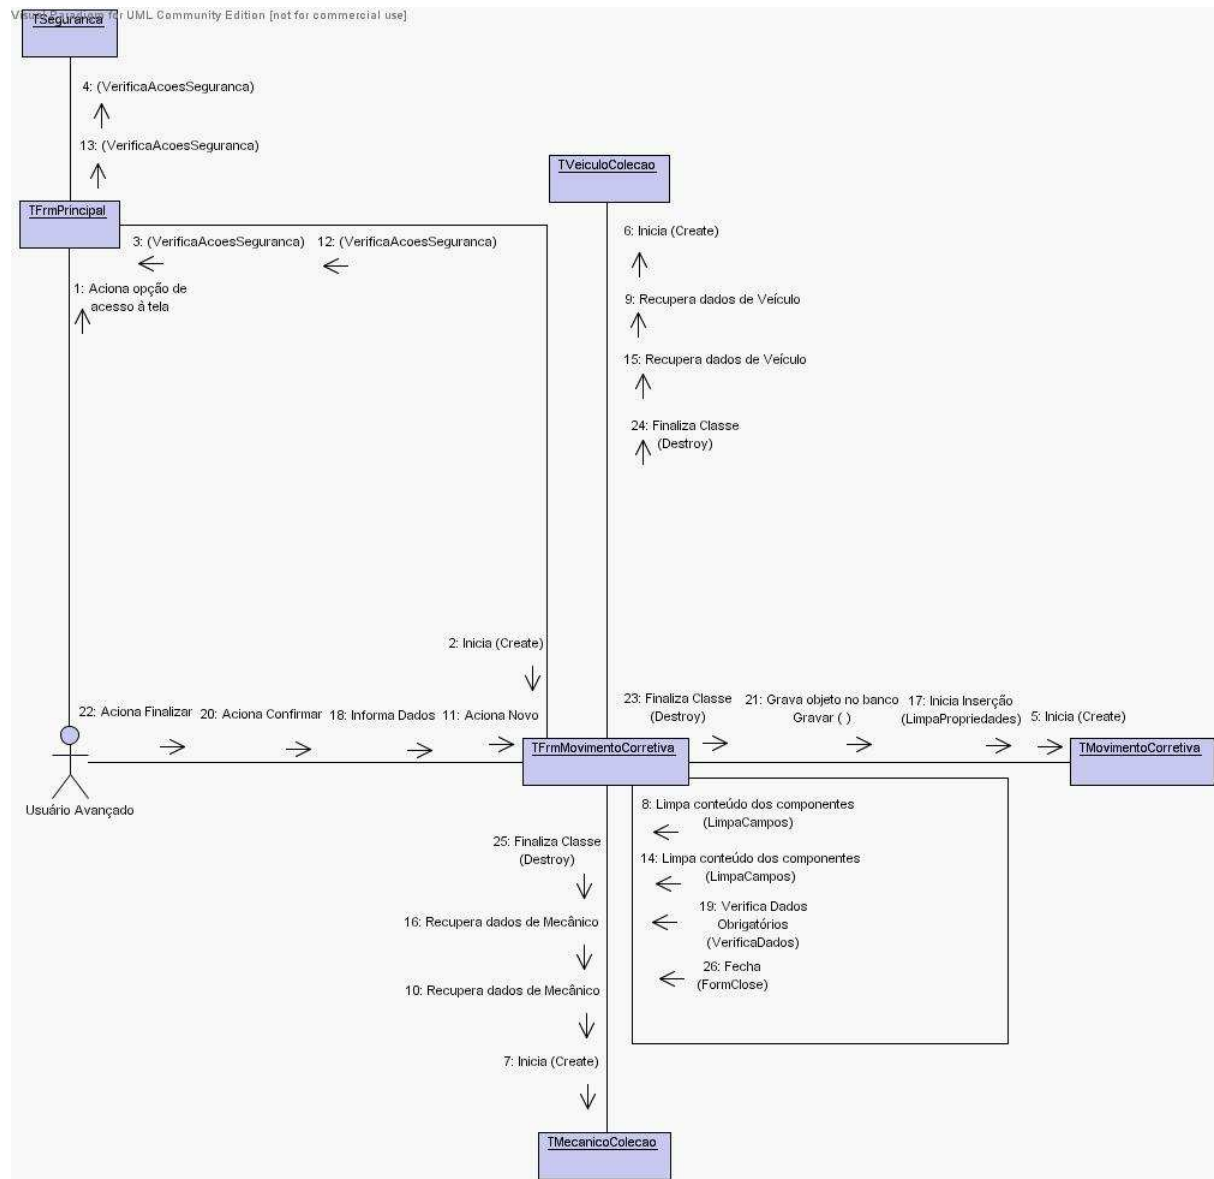 Visual Paradigm for UML Community Edition [not for commercial use]
TSeguranca
4: (VerificaAcoesSeguranca)
13: (VerificaAcoesSeguranca)
TVeiculoColecao
TFrmPrincipal
3: (VerificaAcoesSeguranca)
12: (VerificaAcoesSeguranca)
6: Inicia (Create)
1: Aciona opção de
acesso à tela
9: Recupera dados de Veículo
15: Recupera dados de Veículo
24: Finaliza Classe
(Destroy)
2: Inicia (Create)
22: Aciona Finalizar
20: Aciona Confirmar
18: Informa Dados
11: Aciona Novo
23: Finaliza Classe
(Destroy)
21: Grava objeto no banco
Gravar ( )
17: Inicia Inserção
(LimpaPropriedades)
5: Inicia (Create)
TFrmMovimentoCorretiva
TMovimentoCorretiva
Usuário Avançado
8: Limpa conteúdo dos componentes
(LimpaCampos)
25: Finaliza Classe
(Destroy)
14: Limpa conteúdo dos componentes
(LimpaCampos)
19: Verifica Dados
Obrigatórios
(VerificaDados)
16: Recupera dados de Mecânico
26: Fecha
(FormClose)
10: Recupera dados de Mecânico
7: Inicia (Create)
TMecanicoColecao